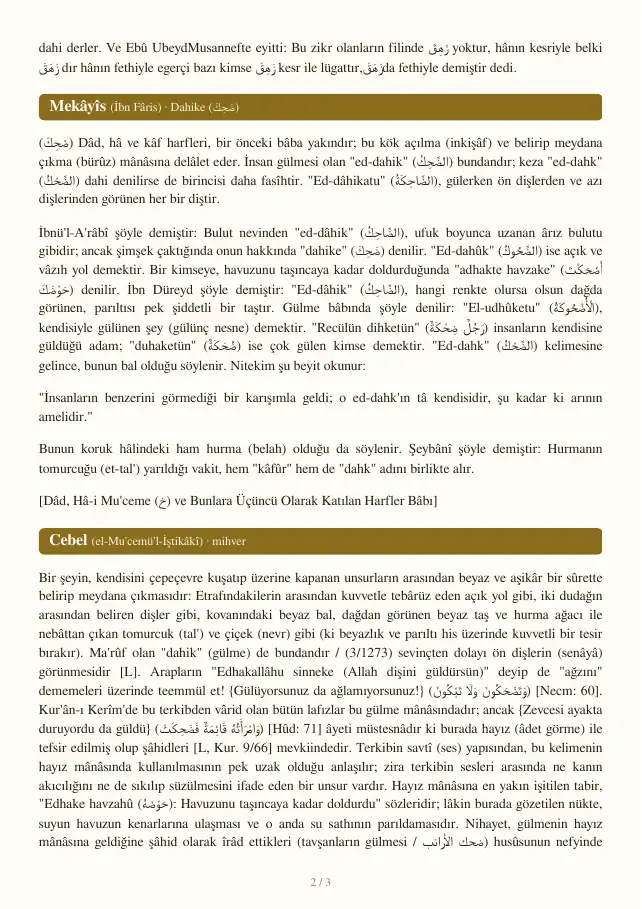 dahi derler. Ve Ebû UbeydMusannefte eyitti: Bu zikr olanların filinde زَهِقَ yoktur, hânın kesriyle belki
زَهَقَ dır hânın fethiyle egerçi bazı kimse زَهِقَ kesr ile lügattır,زَهَقَda fethiyle demiştir dedi.
Mekâyîs (İbn Fâris) · Dahike (ضَحِكَ)
(ضَحِكَ) Dâd, hâ ve kâf harfleri, bir önceki bâba yakındır; bu kök açılma (inkişâf) ve belirip meydana
çıkma (bürûz) mânâsına delâlet eder. İnsan gülmesi olan "ed-dahik" (الضَّحِكُ) bundandır; keza "ed-dahk"
(الضَّحْكُ) dahi denilirse de birincisi daha fasîhtir. "Ed-dâhikatu" (الضَّاحِكَةُ), gülerken ön dişlerden ve azı
dişlerinden görünen her bir diştir.
İbnü'l-A'râbî şöyle demiştir: Bulut nevinden "ed-dâhik" (الضَّاحِكُ), ufuk boyunca uzanan ârız bulutu
gibidir; ancak şimşek çaktığında onun hakkında "dahike" (ضَحِكَ) denilir. "Ed-dahûk" (الضَّحُوكُ) ise açık ve
vâzıh yol demektir. Bir kimseye, havuzunu taşıncaya kadar doldurduğunda "adhakte havzake" (أَضْحَكْتَ
حَوْضَكَ) denilir. İbn Düreyd şöyle demiştir: "Ed-dâhik" (الضَّاحِكُ), hangi renkte olursa olsun dağda
görünen, parıltısı pek şiddetli bir taştır. Gülme bâbında şöyle denilir: "El-udhûketu" (الْأُضْحُوكَةُ),
kendisiyle gülünen şey (gülünç nesne) demektir. "Recülün dihketün" (رَجُلٌ ضِحْكَةٌ) insanların kendisine
güldüğü adam; "duhaketün" (ضُحَكَةٌ) ise çok gülen kimse demektir. "Ed-dahk" (الضَّحْكُ) kelimesine
gelince, bunun bal olduğu söylenir. Nitekim şu beyit okunur:
"İnsanların benzerini görmediği bir karışımla geldi; o ed-dahk'ın tâ kendisidir, şu kadar ki arının
amelidir."
Bunun koruk hâlindeki ham hurma (belah) olduğu da söylenir. Şeybânî şöyle demiştir: Hurmanın
tomurcuğu (et-tal') yarıldığı vakit, hem "kâfûr" hem de "dahk" adını birlikte alır.
[Dâd, Hâ-i Mu'ceme (خ) ve Bunlara Üçüncü Olarak Katılan Harfler Bâbı]
Cebel (el-Mu'cemü'l-İştikâkî) · mihver
Bir şeyin, kendisini çepeçevre kuşatıp üzerine kapanan unsurların arasından beyaz ve aşikâr bir sûrette
belirip meydana çıkmasıdır: Etrafındakilerin arasından kuvvetle tebârüz eden açık yol gibi, iki dudağın
arasından beliren dişler gibi, kovanındaki beyaz bal, dağdan görünen beyaz taş ve hurma ağacı ile
nebâttan çıkan tomurcuk (tal') ve çiçek (nevr) gibi (ki beyazlık ve parıltı his üzerinde kuvvetli bir tesir
bırakır). Ma'rûf olan "dahik" (gülme) de bundandır / (3/1273) sevinçten dolayı ön dişlerin (senâyâ)
görünmesidir [L]. Arapların "Edhakallâhu sinneke (Allah dişini güldürsün)" deyip de "ağzını"
dememeleri üzerinde teemmül et! {Gülüyorsunuz da ağlamıyorsunuz!} (وَتَضْحَكُونَ وَلَا تَبْكُونَ) [Necm: 60].
Kur'ân-ı Kerîm'de bu terkibden vârid olan bütün lafızlar bu gülme mânâsındadır; ancak {Zevcesi ayakta
duruyordu da güldü} (وَامْرَأَتُهُ قَائِمَةٌ فَضَحِكَتْ) [Hûd: 71] âyeti müstesnâdır ki burada hayız (âdet görme) ile
tefsir edilmiş olup şâhidleri [L, Kur. 9/66] mevkiindedir. Terkibin savtî (ses) yapısından, bu kelimenin
hayız mânâsında kullanılmasının pek uzak olduğu anlaşılır; zira terkibin sesleri arasında ne kanın
akıcılığını ne de sıkılıp süzülmesini ifade eden bir unsur vardır. Hayız mânâsına en yakın işitilen tabir,
"Edhake havzahû (حَوْضَهُ): Havuzunu taşıncaya kadar doldurdu" sözleridir; lâkin burada gözetilen nükte,
suyun havuzun kenarlarına ulaşması ve o anda su sathının parıldamasıdır. Nihayet, gülmenin hayız
mânâsına geldiğine şâhid olarak îrâd ettikleri (tavşanların gülmesi / ضحك الأرانب) husûsunun nefyinde
2 / 3